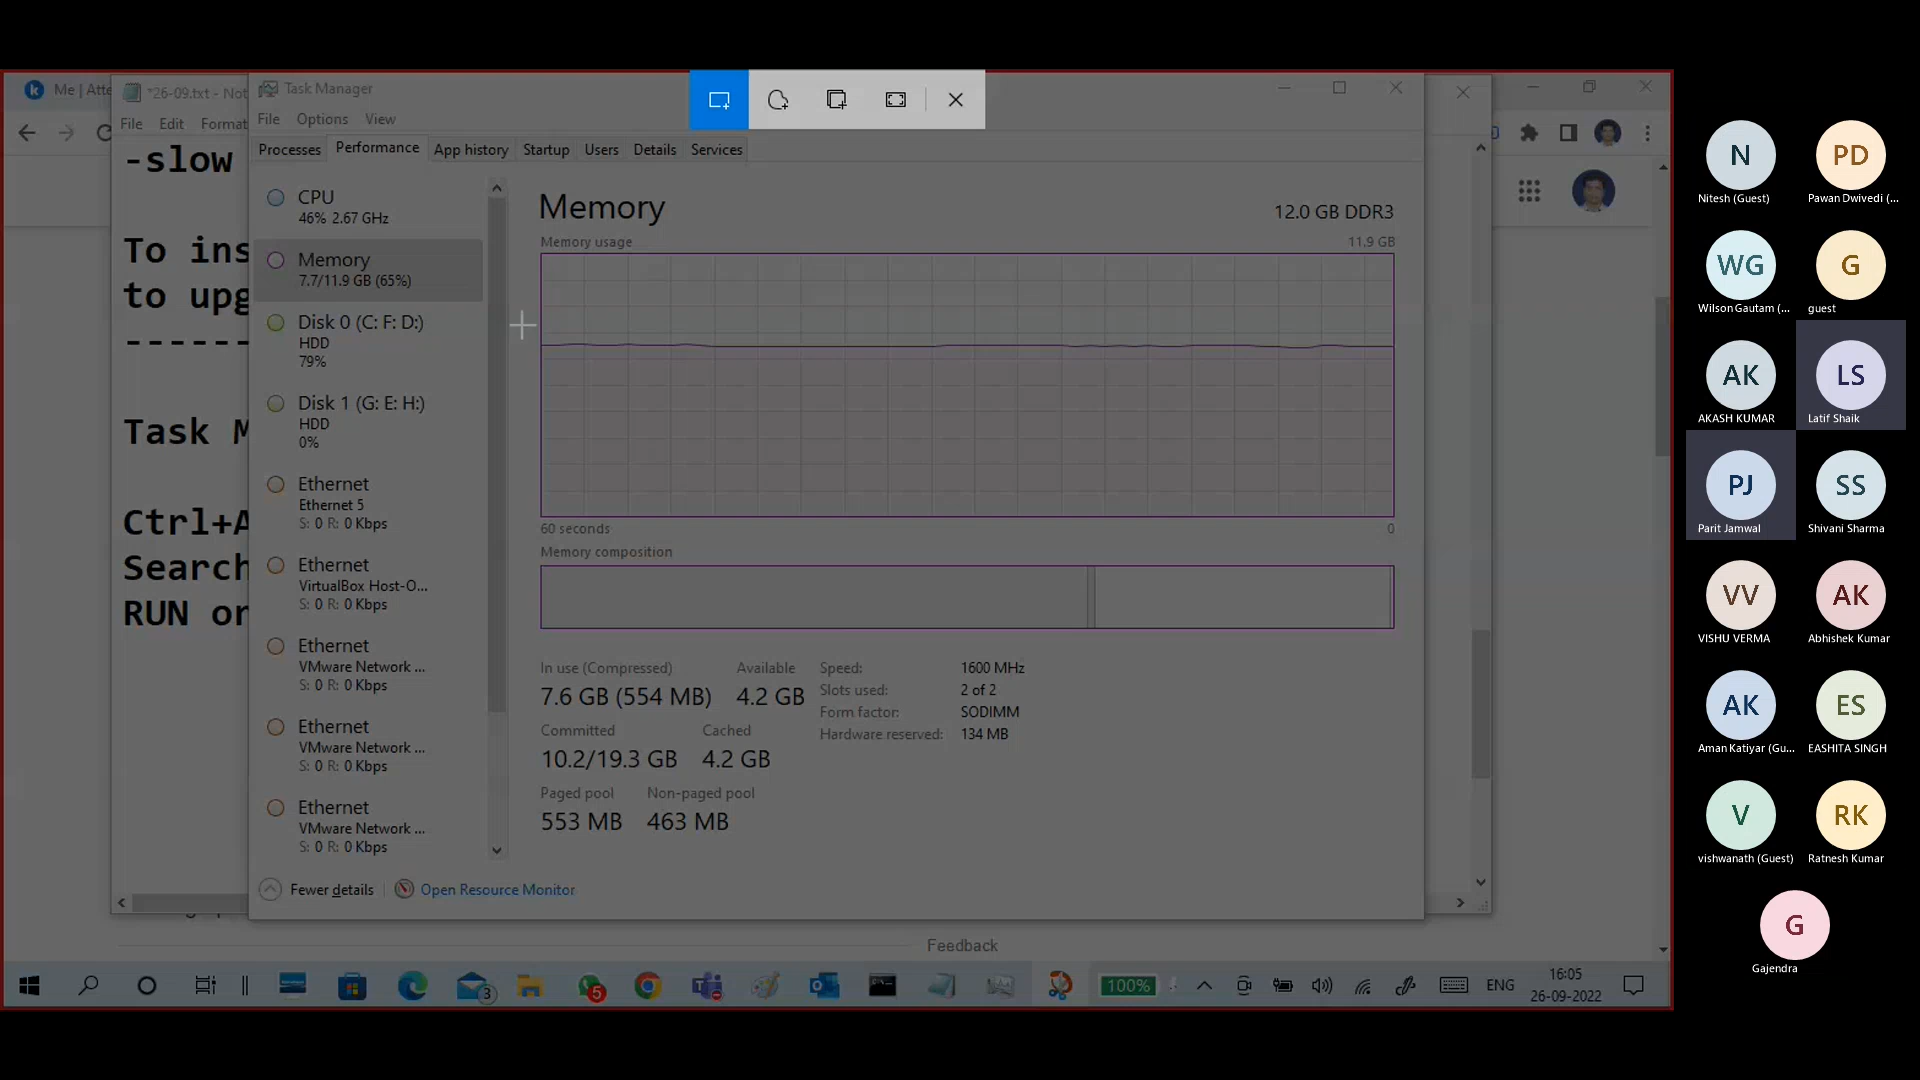 Me | Atte
*26-09.txt - Not
File Edit Format
-slow
To ins
to upg
------
Task M
Ctrl+A
Search
RUN or
Task Manager
File Options View
Processes Performance App history Startup Users Details Services
CPU
46% 2.67 GHz
Memory
7.7/11.9 GB (65%)
Disk 0 (C: F: D:)
HDD
79%
Disk 1 (G: E: H:)
HDD
0%
Ethernet
Ethernet 5
S: 0 R: 0 Kbps
Ethernet
VirtualBox Host-O...
S: 0 R: 0 Kbps
Ethernet
VMware Network ...
S: 0 R: 0 Kbps
Ethernet
VMware Network ...
S: 0 R: 0 Kbps
Ethernet
VMware Network ...
S: 0 R: 0 Kbps
Memory 12.0 GB DDR3
Memory usage 11.9 GB
60 seconds 0
Memory composition
In use (Compressed) Available
7.6 GB (554 MB) 4.2 GB
Committed Cached
10.2/19.3 GB 4.2 GB
Paged pool Non-paged pool
553 MB 463 MB
Speed: 1600 MHz
Slots used: 2 of 2
Form factor: SODIMM
Hardware reserved: 134 MB
Fewer details Open Resource Monitor
Feedback
3
5
100%
ENG
16:05
26-09-2022
N PD
Nitesh (Guest) Pawan Dwivedi (...
WG G
Wilson Gautam (... guest
AK LS
AKASH KUMAR Latif Shaik
PJ SS
Parit Jamwal Shivani Sharma
VV AK
VISHU VERMA Abhishek Kumar
AK ES
Aman Katiyar (Gu... EASHITA SINGH
V RK
vishwanath (Guest) Ratnesh Kumar
G
Gajendra